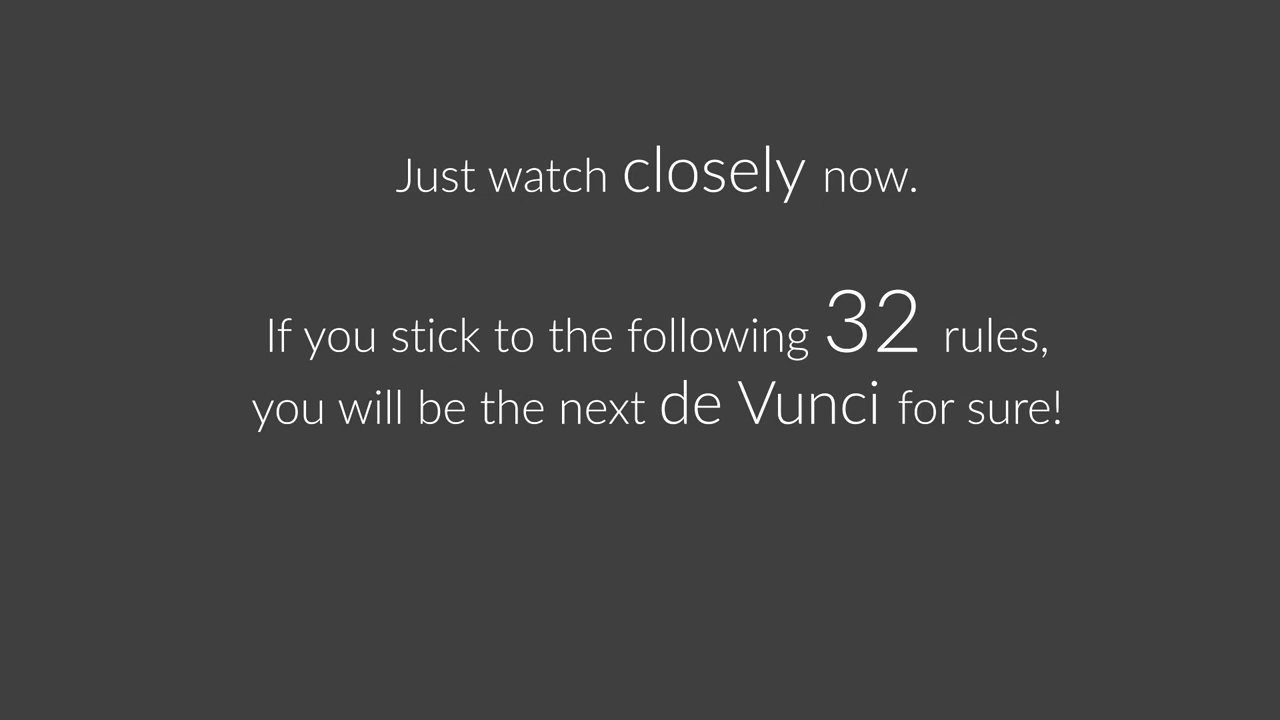 Just watch closely now.
If you stick to the following 32 rules,
you will be the next de Vunci for sure!